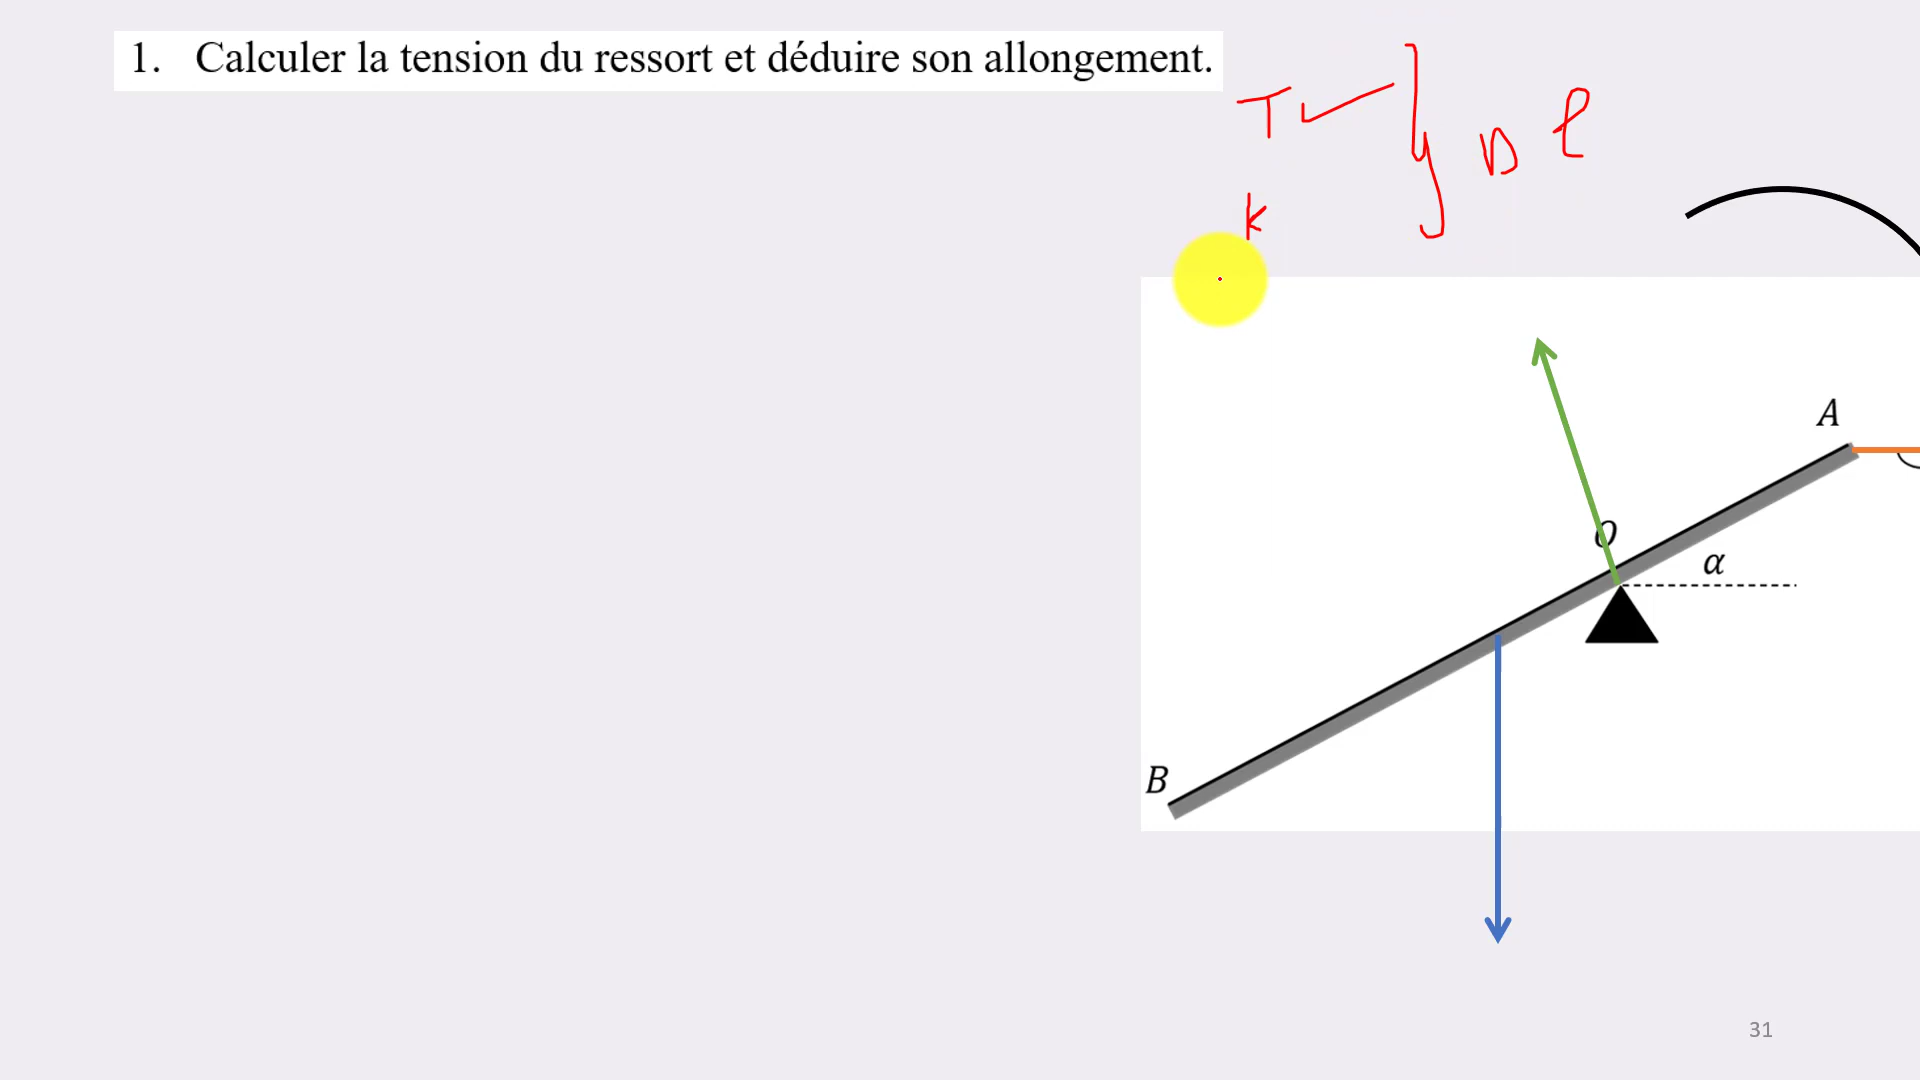 1. Calculer la tension du ressort et déduire son allongement.
T
Δ ℓ
k
A
O
α
B
31